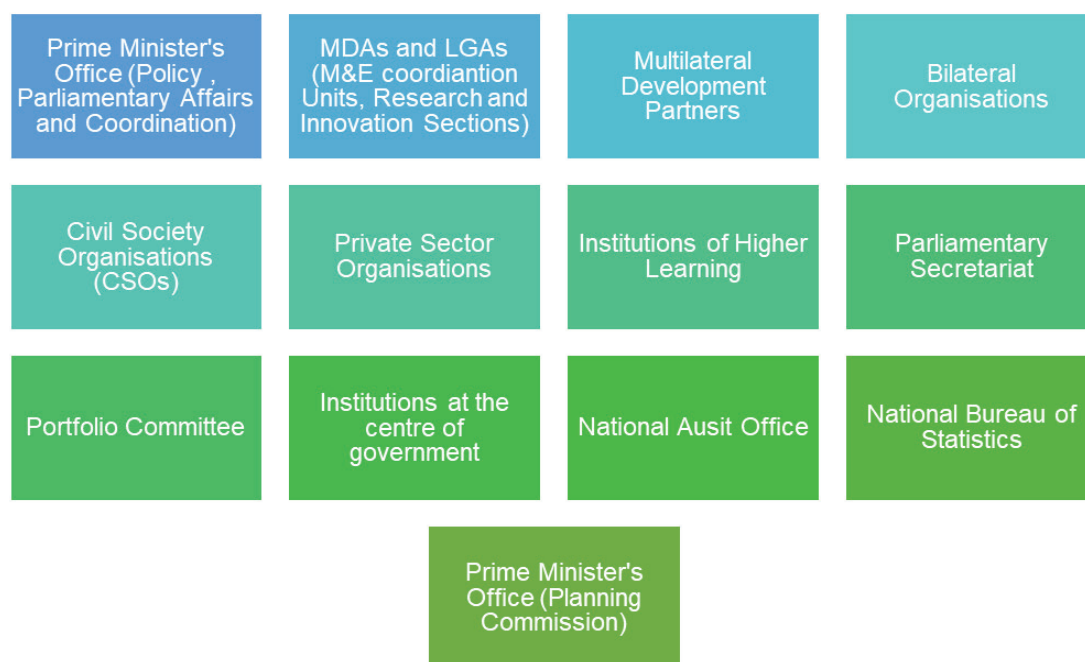 Prime Minister's
Office (Policy ,
Parliamentary Affairs
and Coordination)
MDAs and LGAs
(M&E coordiantion
Units, Research and
Innovation Sections)
Multilateral
Development
Partners
Bilateral
Organisations
Civil Society
Organisations
(CSOs)
Private Sector
Organisations
Institutions of Higher
Learning
Parliamentary
Secretariat
Portfolio Committee
Institutions at the
centre of
government
National Ausit Office
National Bureau of
Statistics
Prime Minister's
Office (Planning
Commission)